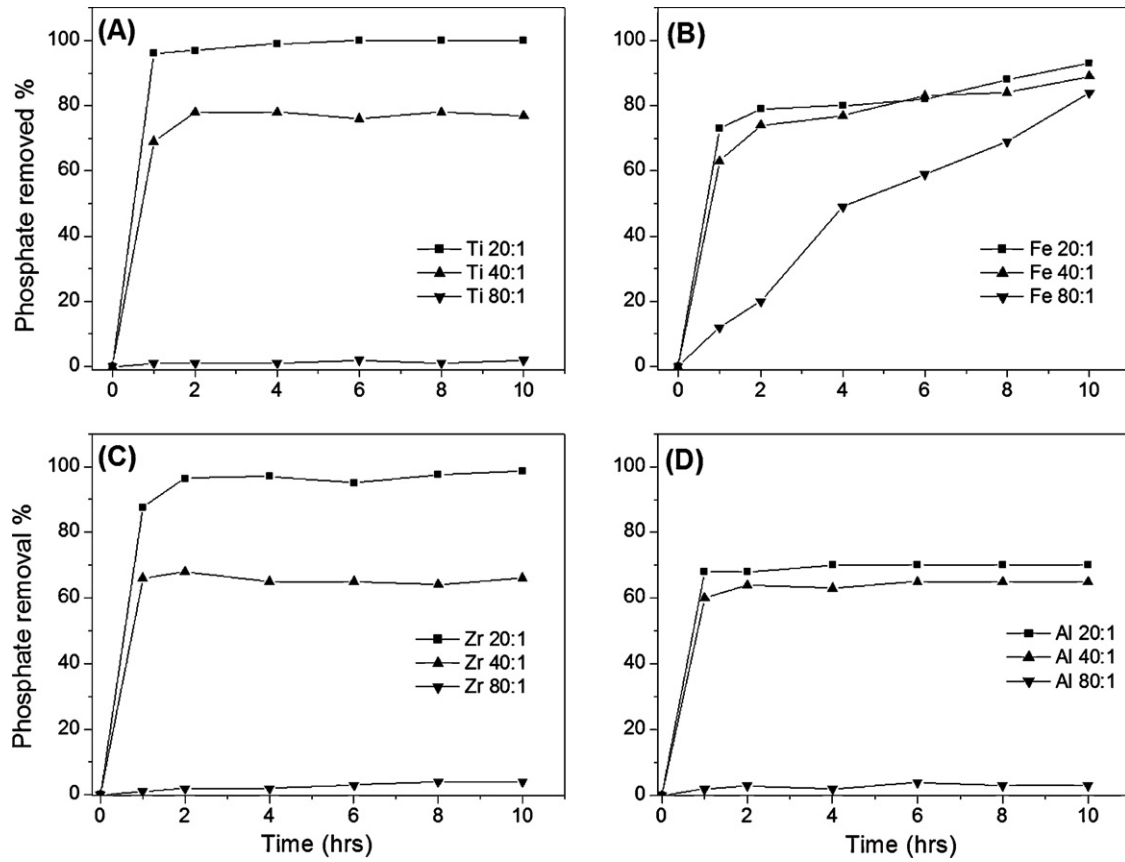 (A)
Phosphate removed %
100
80
60
40
20
0
Ti 20:1
Ti 40:1
Ti 80:1
0 2 4 6 8 10
(B)
100
80
60
40
20
0
Fe 20:1
Fe 40:1
Fe 80:1
0 2 4 6 8 10
(C)
Phosphate removal %
100
80
60
40
20
0
Zr 20:1
Zr 40:1
Zr 80:1
0 2 4 6 8 10
Time (hrs)
(D)
100
80
60
40
20
0
Al 20:1
Al 40:1
Al 80:1
0 2 4 6 8 10
Time (hrs)